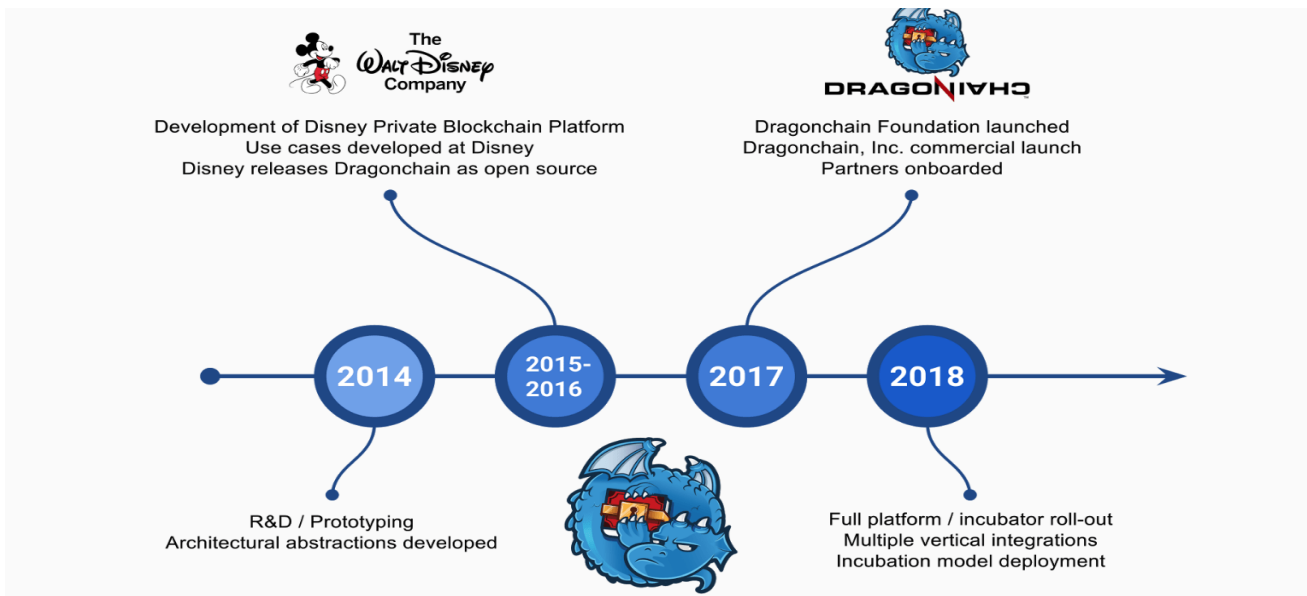 The
WALT DISNEY
Company
Development of Disney Private Blockchain Platform
Use cases developed at Disney
Disney releases Dragonchain as open source
DRAGONCHAIN
Dragonchain Foundation launched
Dragonchain, Inc. commercial launch
Partners onboarded
2014
2015-
2016
2017
2018
R&D / Prototyping
Architectural abstractions developed
Full platform / incubator roll-out
Multiple vertical integrations
Incubation model deployment